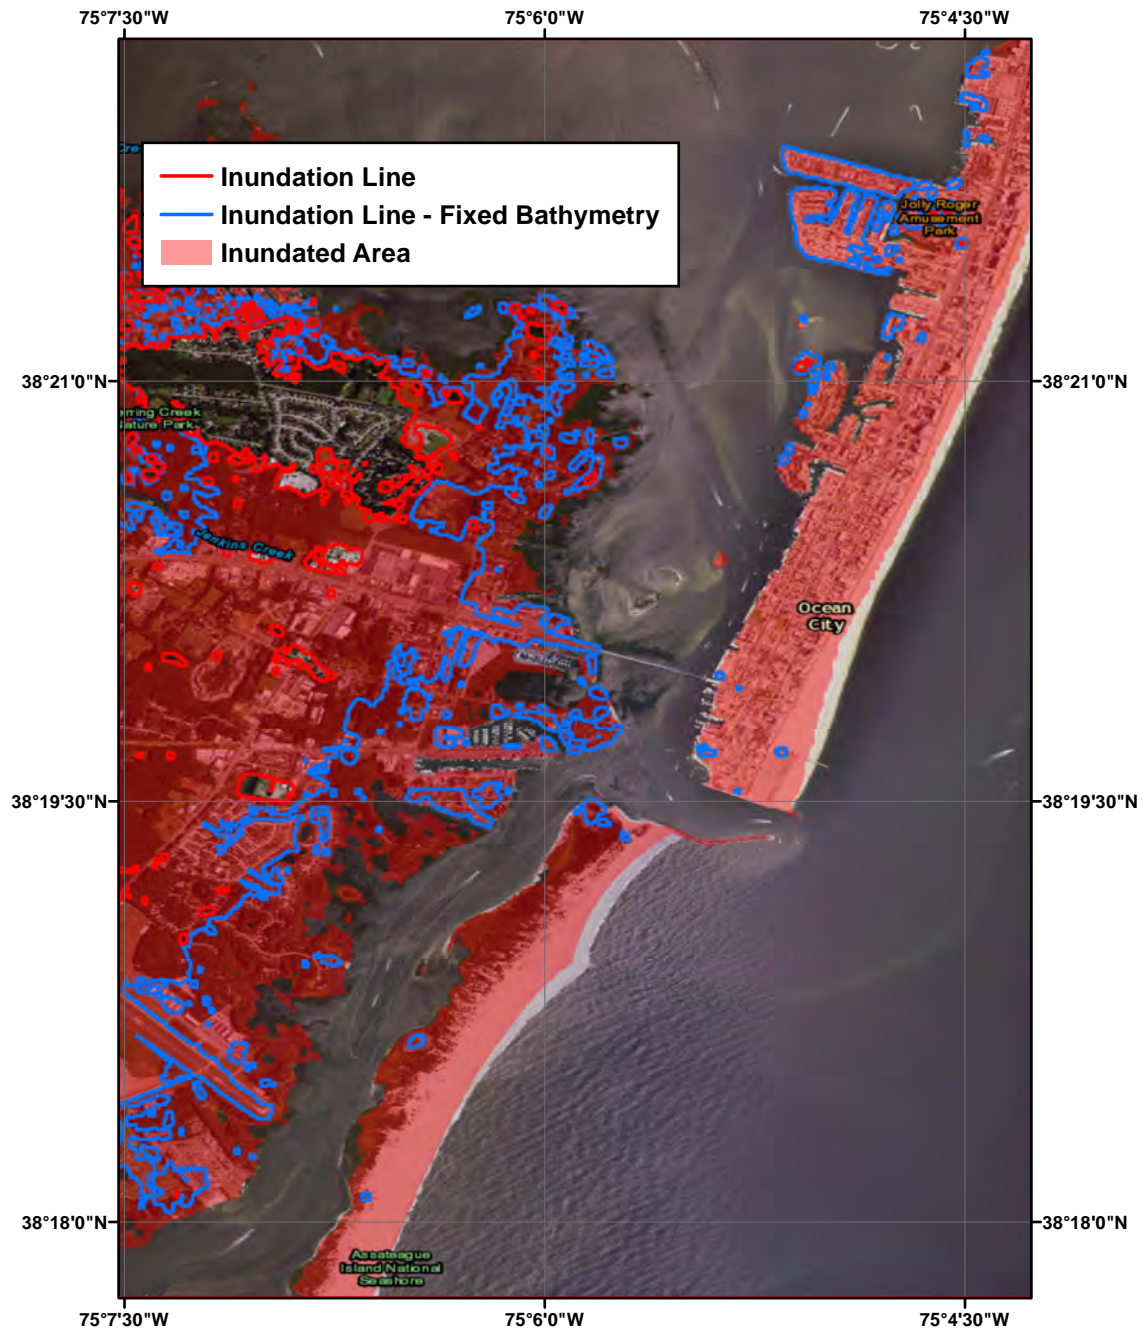 75°7'30"W 75°6'0"W 75°4'30"W
Cre
Inundation Line
Inundation Line - Fixed Bathymetry
Inundated Area
Jolly Roger
Amusement
Park
38°21'0"N 38°21'0"N
erring Creek
Nature Park
Jenkins Creek
Ocean
City
38°19'30"N 38°19'30"N
38°18'0"N 38°18'0"N
Assateague
Island National
Seashore
75°7'30"W 75°6'0"W 75°4'30"W